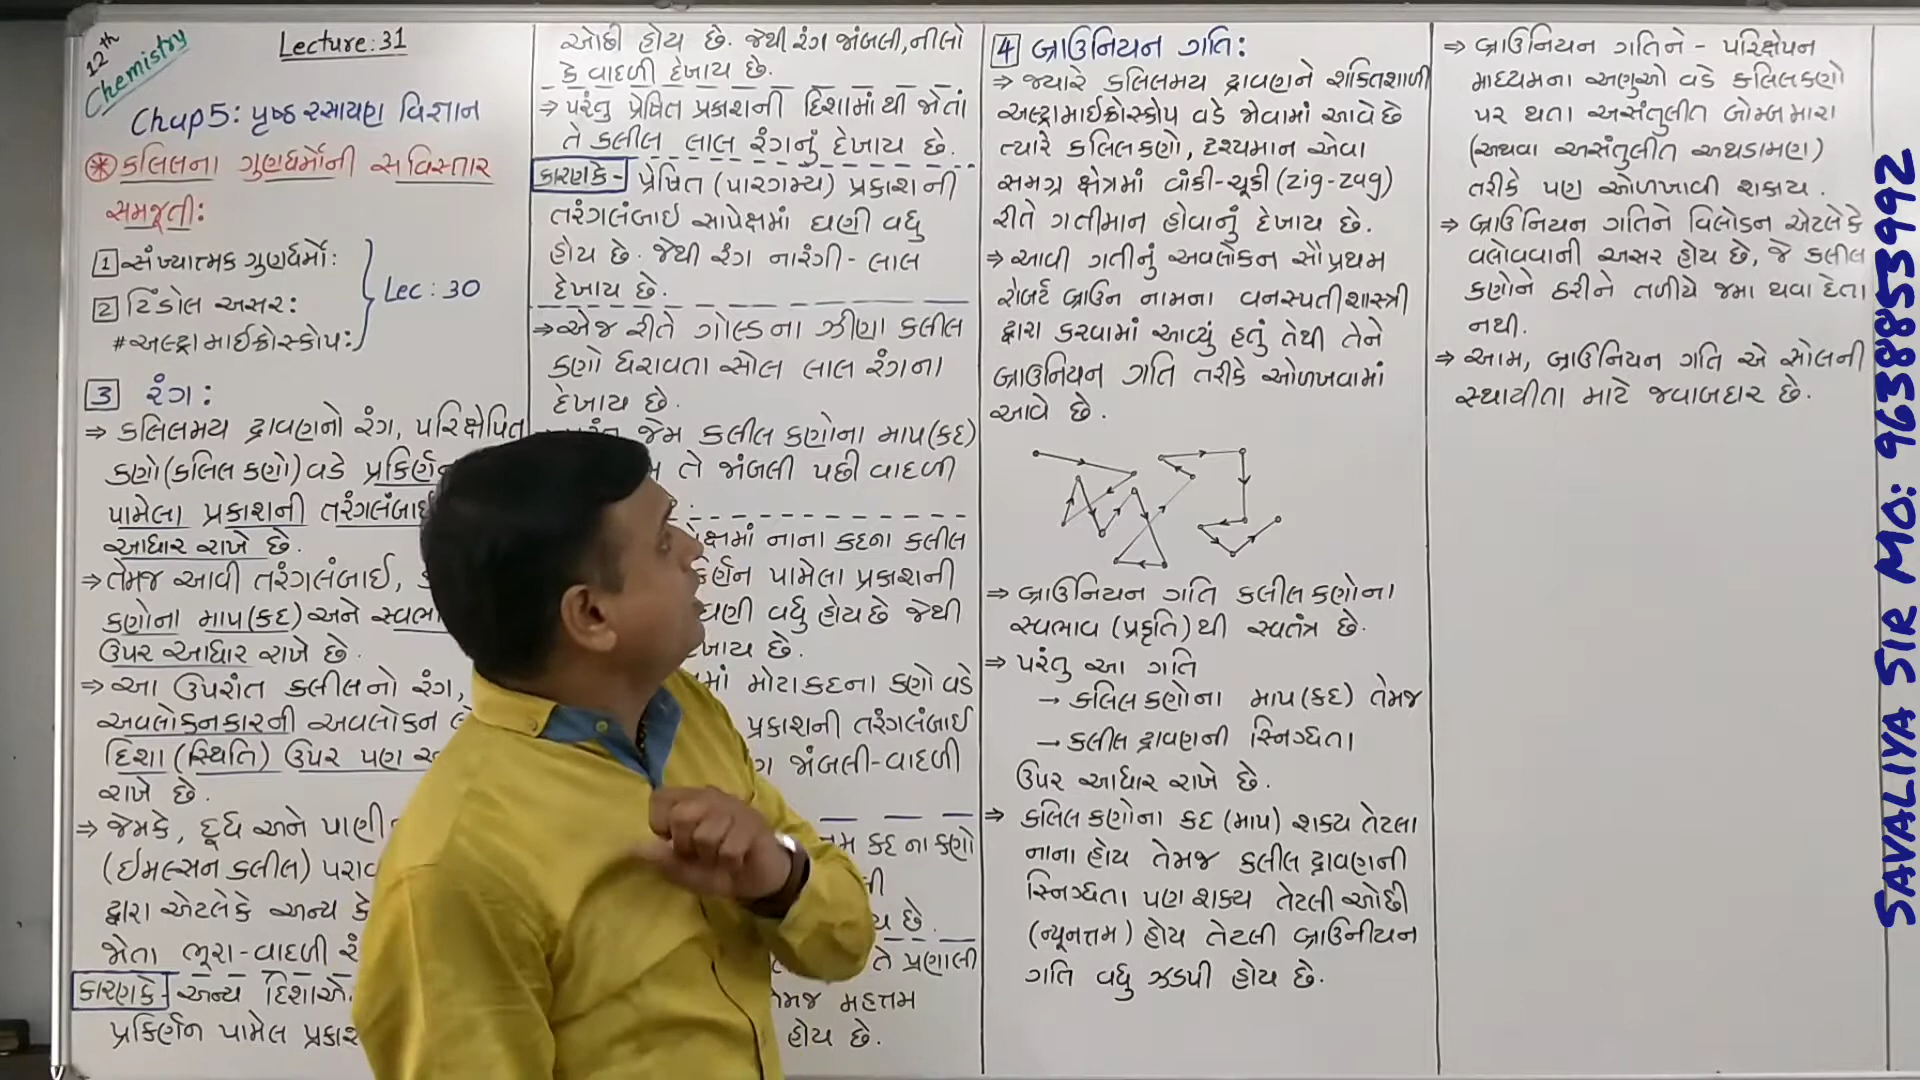 12th
Chemistry
Lecture:31
Chap5: પૃષ્ઠ રસાયણ વિજ્ઞાન
* કલિલના ગુણધર્મોની સવિસ્તાર
સમજૂતી:
1 સંખ્યાત્મક ગુણધર્મો:
2 ટિંડોલ અસર:
#અલ્ટ્રામાઈક્રોસ્કોપ:
Lec : 30
3 રંગ:
⇒ કલિલમય દ્રાવણનો રંગ, પરિક્ષેપિત
કણો(કલિલ કણો)વડે
પામેલા પ્રકાશની
આધાર રાખે છે.
⇒ તેમજ આવી તરંગલંબાઈ,
કણોના માપ(કદ) અને
ઉપર આધાર રાખે છે.
⇒ આ ઉપરાંત કલીલનો રંગ,
અવલોકનકારની અવલોકન
દિશા (સ્થિતિ) ઉપર પણ
રાખે છે.
⇒ જેમકે, દૂધ અને
(ઈમલ્સન કલીલ)
દ્વારા એટલેકે અન્ય
જોતા ભૂરા-વાદળી
કારણકે- અન્ય
પ્રકિર્ણન પામેલ
ઓછી હોય છે. જેથી રંગ જાંબલી,નીલો
કે વાદળી દેખાય છે.
⇒ પરંતુ પ્રેષિત પ્રકાશની દિશામાંથી જોતાં
તે કલીલ લાલ રંગનું દેખાય છે.
કારણકે- પ્રેષિત (પારગમ્ય) પ્રકાશની
તરંગલંબાઈ સાપેક્ષમાં ઘણી વધુ
હોય છે. જેથી રંગ નારંગી-લાલ
દેખાય છે.
⇒ એજ રીતે ગોલ્ડના ઝીણા કલીલ
કણો ધરાવતા સોલ લાલ રંગના
દેખાય છે.
જેમ કલીલ કણોના માપ(કદ)
તે જાંબલી પછી વાદળી
નાના કદના કલીલ
પામેલા પ્રકાશની
વધુ હોય છે જેથી
છે.
મોટાકદના કણો વડે
પ્રકાશની તરંગલંબાઈ
જાંબલી-વાદળી
કદ ના કણો
છે.
તે પ્રણાલી
મહત્તમ
હોય છે.
4 બ્રાઉનિયન ગતિ:
⇒ જ્યારે કલિલમય દ્રાવણને શક્તિશાળી
અલ્ટ્રામાઈક્રોસ્કોપ વડે જોવામાં આવે છે
ત્યારે કલિલકણો, દ્રશ્યમાન એવા
સમગ્ર ક્ષેત્રમાં વાંકી-ચૂકી(zig-zag)
રીતે ગતીમાન હોવાનું દેખાય છે.
⇒ આવી ગતીનું અવલોકન સૌપ્રથમ
રોબર્ટ બ્રાઉન નામના વનસ્પતીશાસ્ત્રી
દ્વારા કરવામાં આવ્યું હતું તેથી તેને
બ્રાઉનિયન ગતિ તરીકે ઓળખવામાં
આવે છે.
⇒ બ્રાઉનિયન ગતિ કલીલ કણોના
સ્વભાવ (પ્રકૃતિ) થી સ્વતંત્ર છે.
⇒ પરંતુ આ ગતિ
→ કલિલ કણોના માપ(કદ) તેમજ
→ કલીલ દ્રાવણની સ્નિગ્ધતા
ઉપર આધાર રાખે છે.
⇒ કલિલ કણોના કદ (માપ) શક્ય તેટલા
નાના હોય તેમજ કલીલ દ્રાવણની
સ્નિગ્ધતા પણ શક્ય તેટલી ઓછી
(ન્યૂનત્તમ) હોય તેટલી બ્રાઉનીયન
ગતિ વધુ ઝડપી હોય છે.
⇒ બ્રાઉનિયન ગતિને - પરિક્ષેપન
માધ્યમના અણુઓ વડે કલિલકણો
પર થતા અસંતુલીત બોમ્બમારા
(અથવા અસંતુલીત અથડામણ)
તરીકે પણ ઓળખાવી શકાય.
⇒ બ્રાઉનિયન ગતિને વિલોડન એટલેકે
વલોવવાની અસર હોય છે, જે કલીલ
કણોને ઠરીને તળીયે જમા થવા દેતા
નથી.
⇒ આમ, બ્રાઉનિયન ગતિ એ સોલની
સ્થાયીતા માટે જવાબદાર છે.
SAVALIYA SIR MO: 9638853992